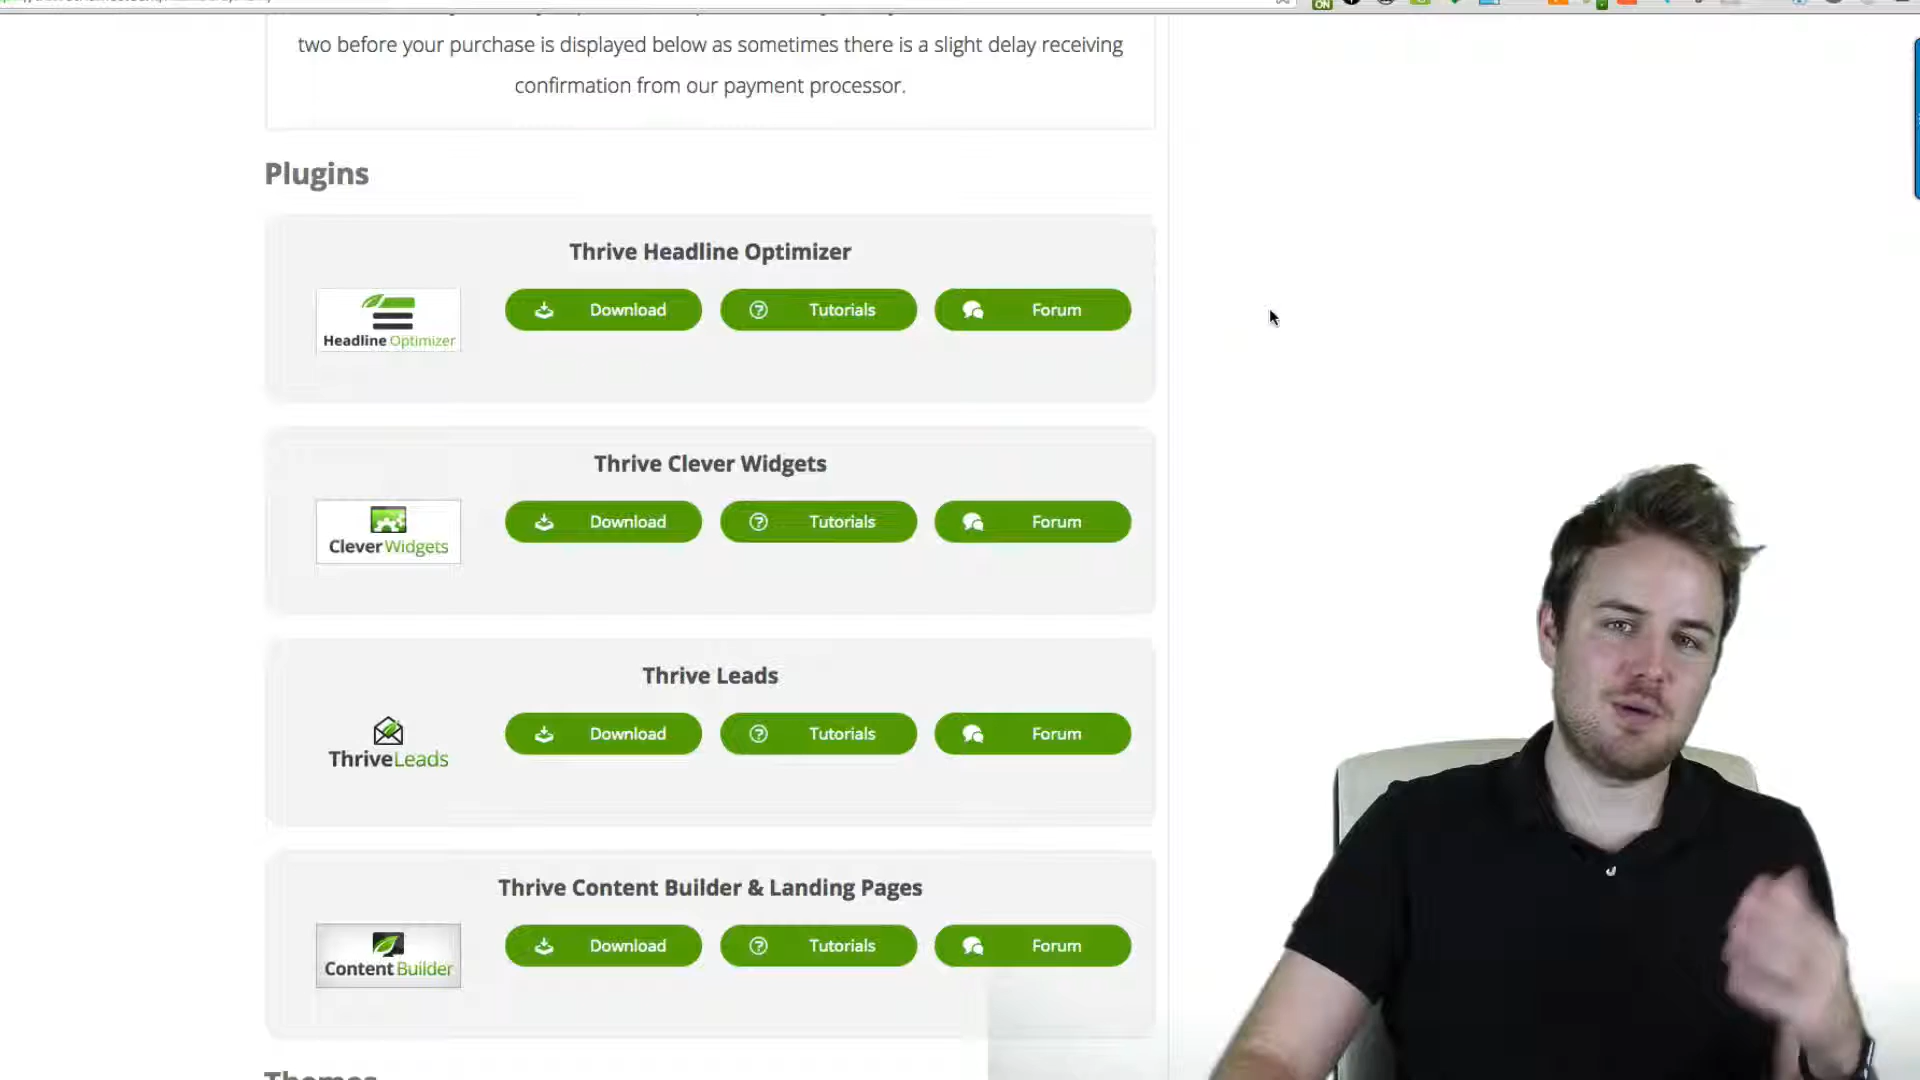 two before your purchase is displayed below as sometimes there is a slight delay receiving
confirmation from our payment processor.
Plugins
Thrive Headline Optimizer
Headline Optimizer
Download
Tutorials
Forum
Thrive Clever Widgets
Clever Widgets
Download
Tutorials
Forum
Thrive Leads
ThriveLeads
Download
Tutorials
Forum
Thrive Content Builder & Landing Pages
Content Builder
Download
Tutorials
Forum
ON